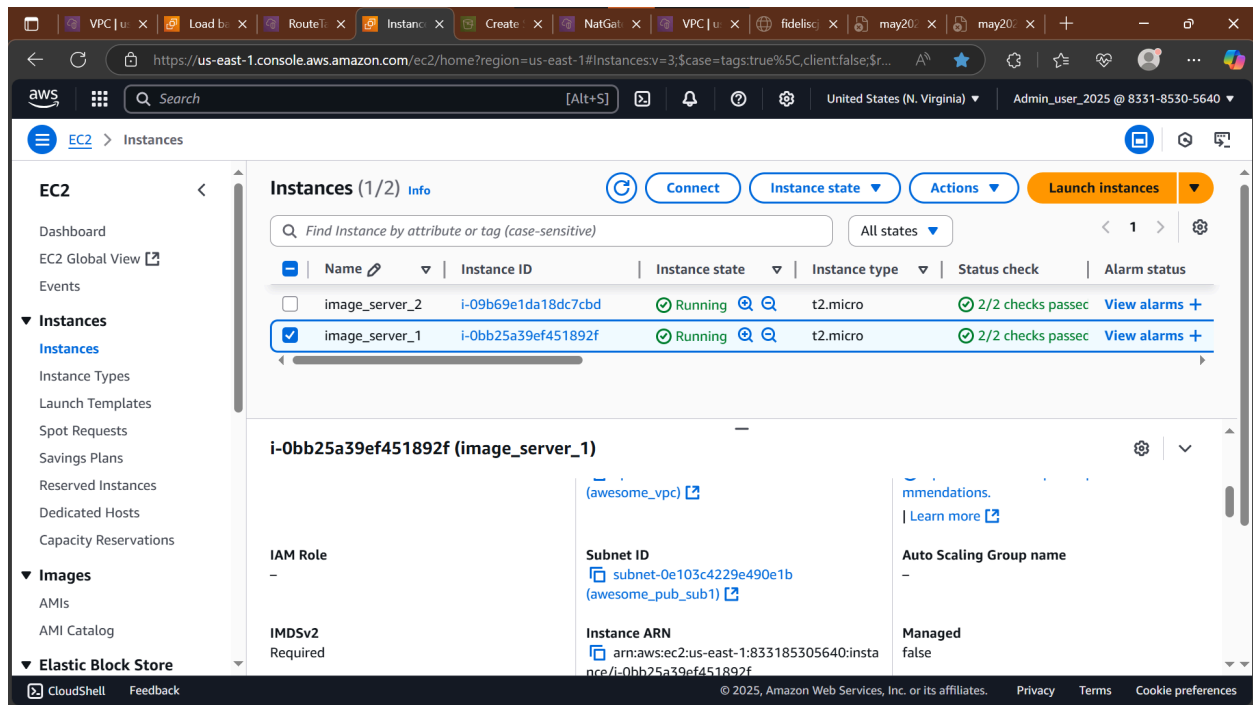 VPC | u
Load ba
RouteTa
Instanc
Create
NatGat
VPC | u
fideliscj
may202
may202
https://us-east-1.console.aws.amazon.com/ec2/home?region=us-east-1#Instances:v=3;$case=tags:true%5C,client:false;$r...
aws
Search
[Alt+S]
United States (N. Virginia)
Admin_user_2025 @ 8331-8530-5640
EC2 > Instances
EC2
Dashboard
EC2 Global View
Events
Instances
Instances
Instance Types
Launch Templates
Spot Requests
Savings Plans
Reserved Instances
Dedicated Hosts
Capacity Reservations
Images
AMIs
AMI Catalog
Elastic Block Store
Instances (1/2) Info
Connect
Instance state
Actions
Launch instances
Find Instance by attribute or tag (case-sensitive)
All states
1
Name Instance ID Instance state Instance type Status check Alarm status
image_server_2 i-09b69e1da18dc7cbd Running t2.micro 2/2 checks passec View alarms +
image_server_1 i-0bb25a39ef451892f Running t2.micro 2/2 checks passec View alarms +
i-0bb25a39ef451892f (image_server_1)
(awesome_vpc)
mmendations.
| Learn more
IAM Role
–
Subnet ID
subnet-0e103c4229e490e1b
(awesome_pub_sub1)
Auto Scaling Group name
–
IMDSv2
Required
Instance ARN
arn:aws:ec2:us-east-1:833185305640:insta
nce/i-0bb25a39ef451892f
Managed
false
CloudShell
Feedback
© 2025, Amazon Web Services, Inc. or its affiliates.
Privacy
Terms
Cookie preferences